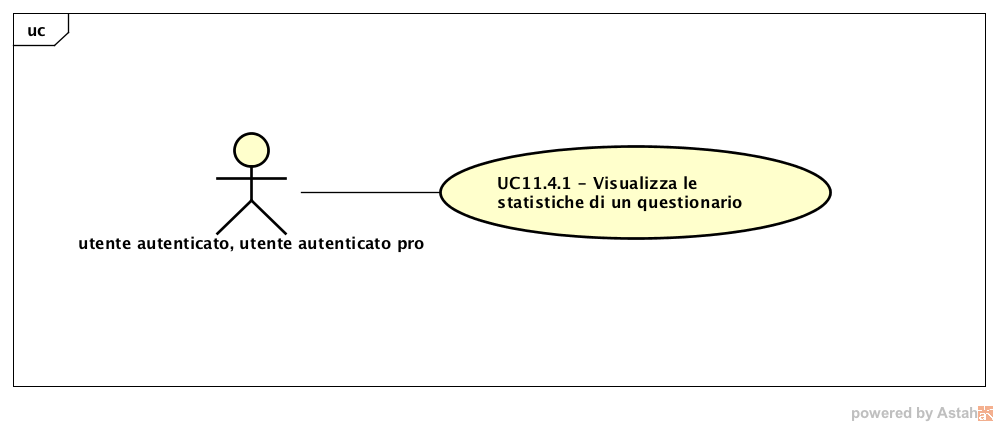 uc
UC11.4.1 - Visualizza le
statistiche di un questionario
utente autenticato, utente autenticato pro
powered by Astah